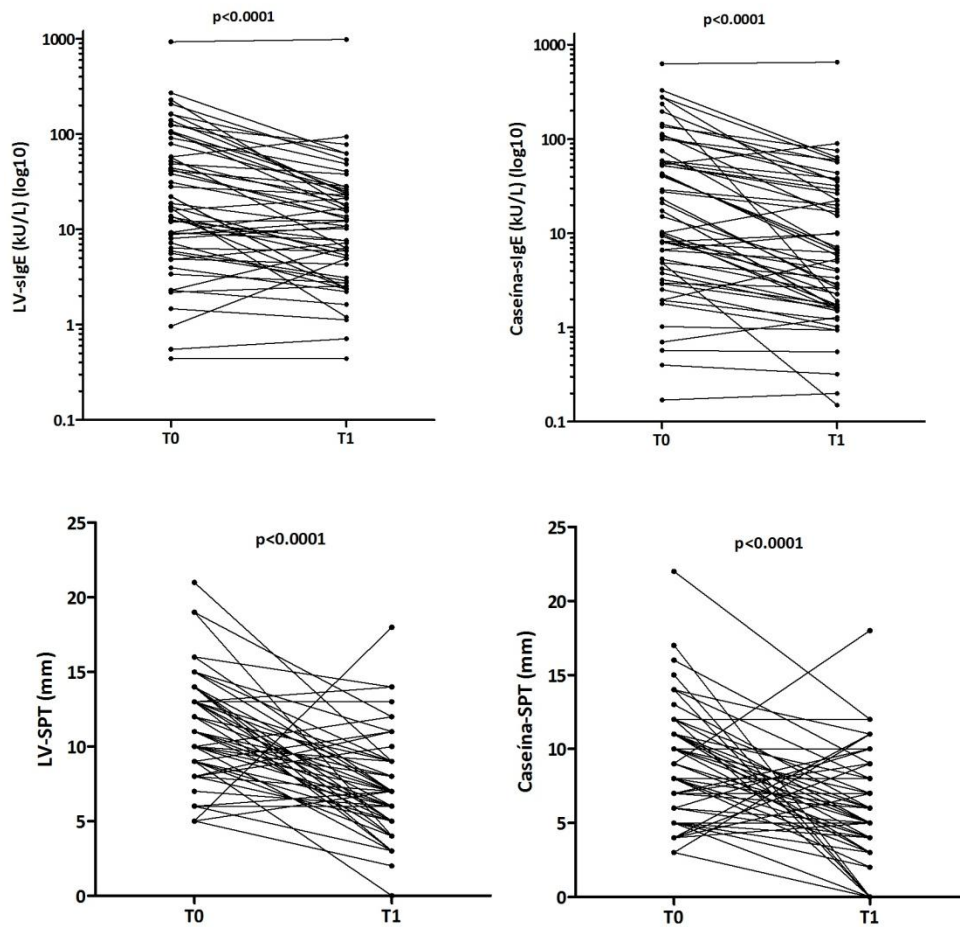 p<0.0001
LV-sIgE (kU/L) (log10)
1000
100
10
1
0.1
T0 T1
p<0.0001
Caseína-sIgE (kU/L) (log10)
1000
100
10
1
0.1
T0 T1
p<0.0001
LV-SPT (mm)
25
20
15
10
5
0
T0 T1
p<0.0001
Caseína-SPT (mm)
25
20
15
10
5
0
T0 T1